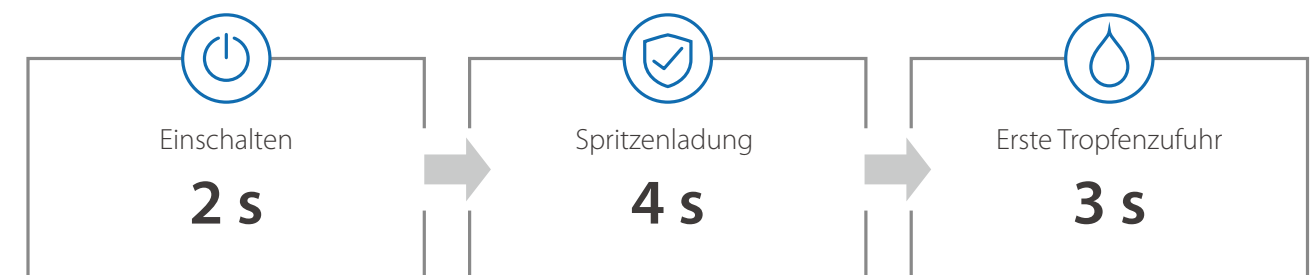 Einschalten
2 s
Spritzenladung
4 s
Erste Tropfenzufuhr
3 s